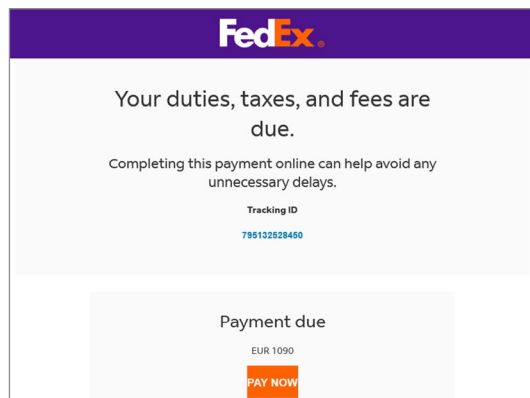 FedEx®
Your duties, taxes, and fees are
due.
Completing this payment online can help avoid any
unnecessary delays.
Tracking ID
795132528450
Payment due
EUR 1090
PAY NOW